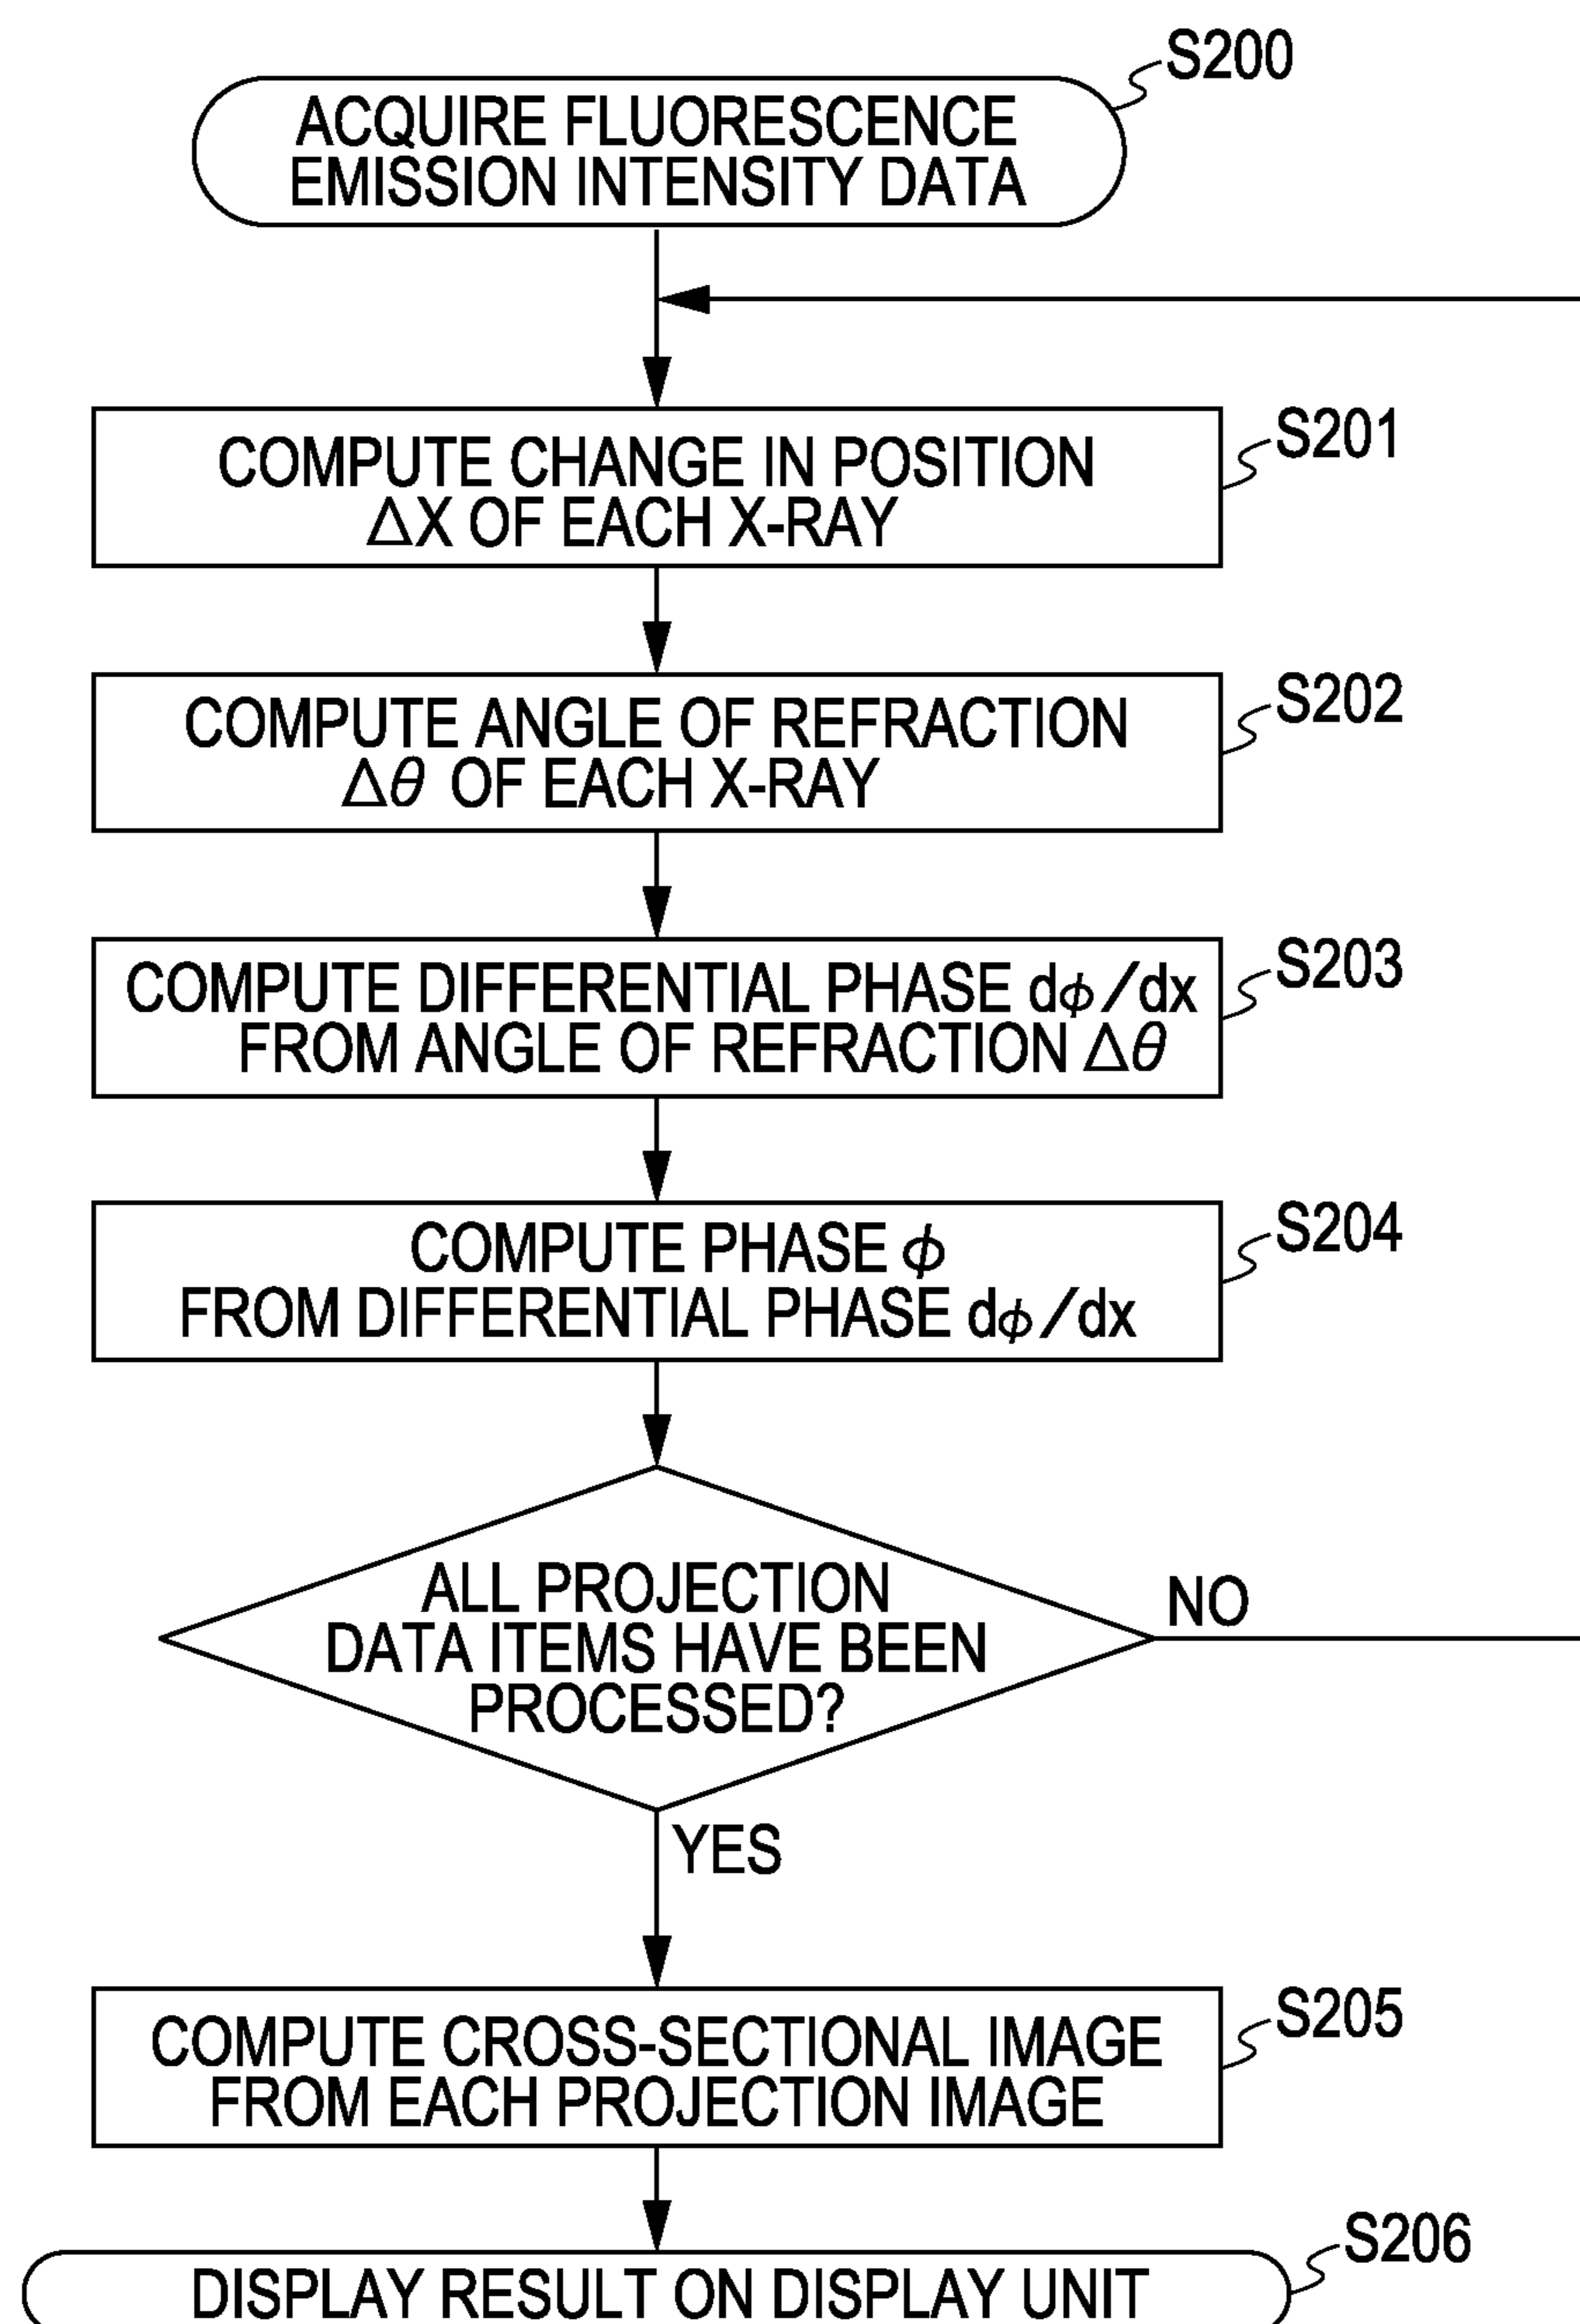 S200
ACQUIRE FLUORESCENCE
EMISSION INTENSITY DATA
S201
COMPUTE CHANGE IN POSITION
ΔX OF EACH X-RAY
S202
COMPUTE ANGLE OF REFRACTION
Δθ OF EACH X-RAY
S203
COMPUTE DIFFERENTIAL PHASE dϕ/dx
FROM ANGLE OF REFRACTION Δθ
S204
COMPUTE PHASE ϕ
FROM DIFFERENTIAL PHASE dϕ/dx
ALL PROJECTION
DATA ITEMS HAVE BEEN
PROCESSED?
NO
YES
S205
COMPUTE CROSS-SECTIONAL IMAGE
FROM EACH PROJECTION IMAGE
S206
DISPLAY RESULT ON DISPLAY UNIT